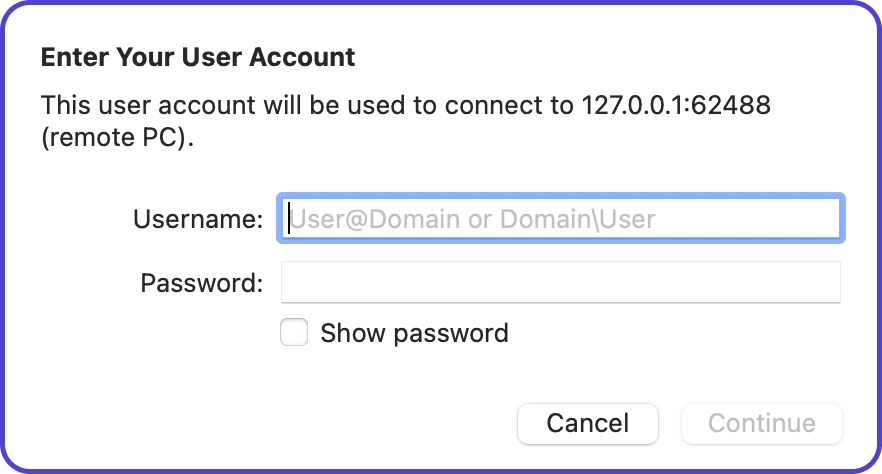 Enter Your User Account
This user account will be used to connect to 127.0.0.1:62488
(remote PC).
Username: User@Domain or Domain\User
Password:
Show password
Cancel Continue